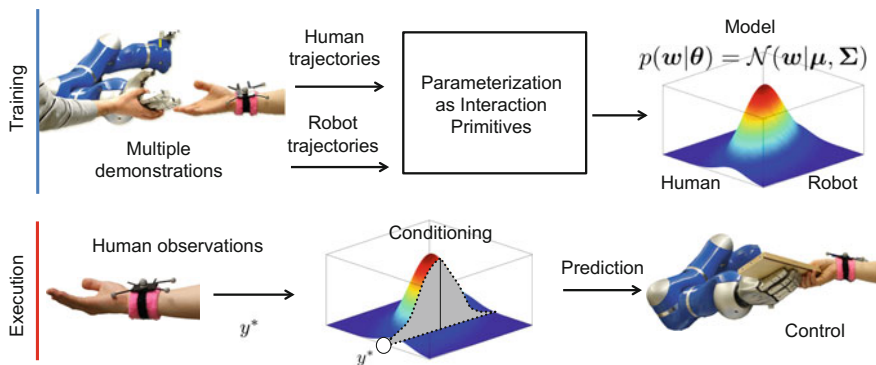 Training
Multiple
demonstrations
Human
trajectories
Robot
trajectories
Parameterization
as Interaction
Primitives
Model
p(w|θ) = 𝒩(w|μ, Σ)
Human
Robot
Execution
Human observations
y*
Conditioning
y*
Prediction
Control